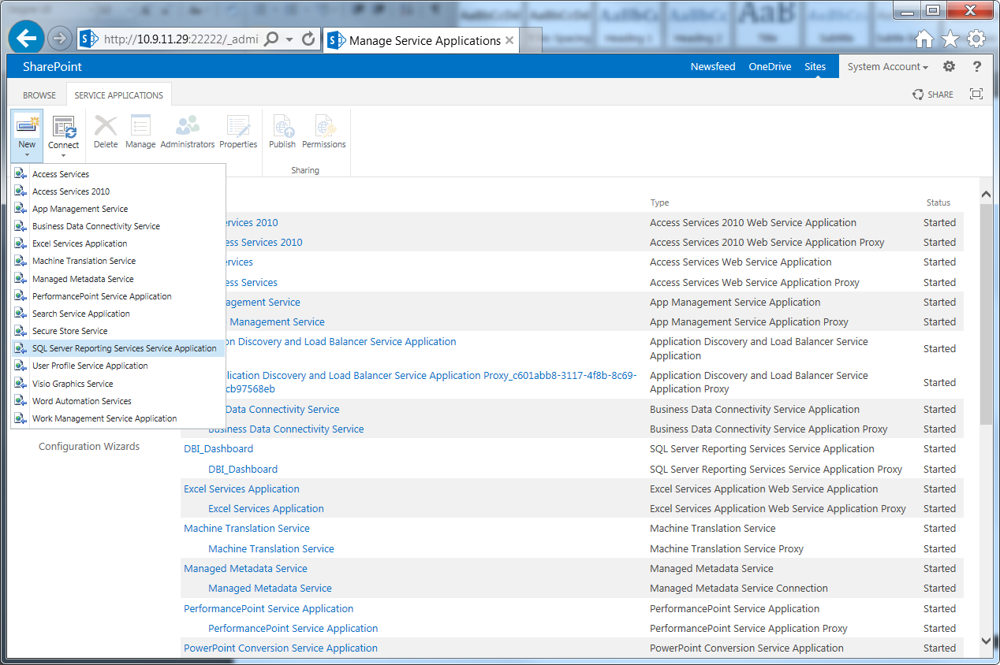 http://10.9.11.29:22222/_admi
Manage Service Applications
SharePoint
Newsfeed
OneDrive
Sites
System Account
?
BROWSE
SERVICE APPLICATIONS
SHARE
New
Connect
Delete
Manage
Administrators
Properties
Publish
Permissions
Sharing
Access Services
Access Services 2010
App Management Service
Business Data Connectivity Service
Excel Services Application
Machine Translation Service
Managed Metadata Service
PerformancePoint Service Application
Search Service Application
Secure Store Service
SQL Server Reporting Services Service Application
User Profile Service Application
Visio Graphics Service
Word Automation Services
Work Management Service Application
Configuration Wizards
Type Status
rvices 2010 Access Services 2010 Web Service Application Started
ess Services 2010 Access Services 2010 Web Service Application Proxy Started
ervices Access Services Web Service Application Started
ess Services Access Services Web Service Application Proxy Started
agement Service App Management Service Application Started
Management Service App Management Service Application Proxy Started
on Discovery and Load Balancer Service Application Application Discovery and Load Balancer Service Started
Application
lication Discovery and Load Balancer Service Application Proxy_c601abb8-3117-4f8b-8c69- Application Discovery and Load Balancer Service Started
cb97568eb Application Proxy
Data Connectivity Service Business Data Connectivity Service Application Started
Business Data Connectivity Service Business Data Connectivity Service Application Proxy Started
DBI_Dashboard SQL Server Reporting Services Service Application Started
DBI_Dashboard SQL Server Reporting Services Service Application Proxy Started
Excel Services Application Excel Services Application Web Service Application Started
Excel Services Application Excel Services Application Web Service Application Proxy Started
Machine Translation Service Machine Translation Service Started
Machine Translation Service Machine Translation Service Proxy Started
Managed Metadata Service Managed Metadata Service Started
Managed Metadata Service Managed Metadata Service Connection Started
PerformancePoint Service Application PerformancePoint Service Application Started
PerformancePoint Service Application PerformancePoint Service Application Proxy Started
PowerPoint Conversion Service Application PowerPoint Conversion Service Application Started